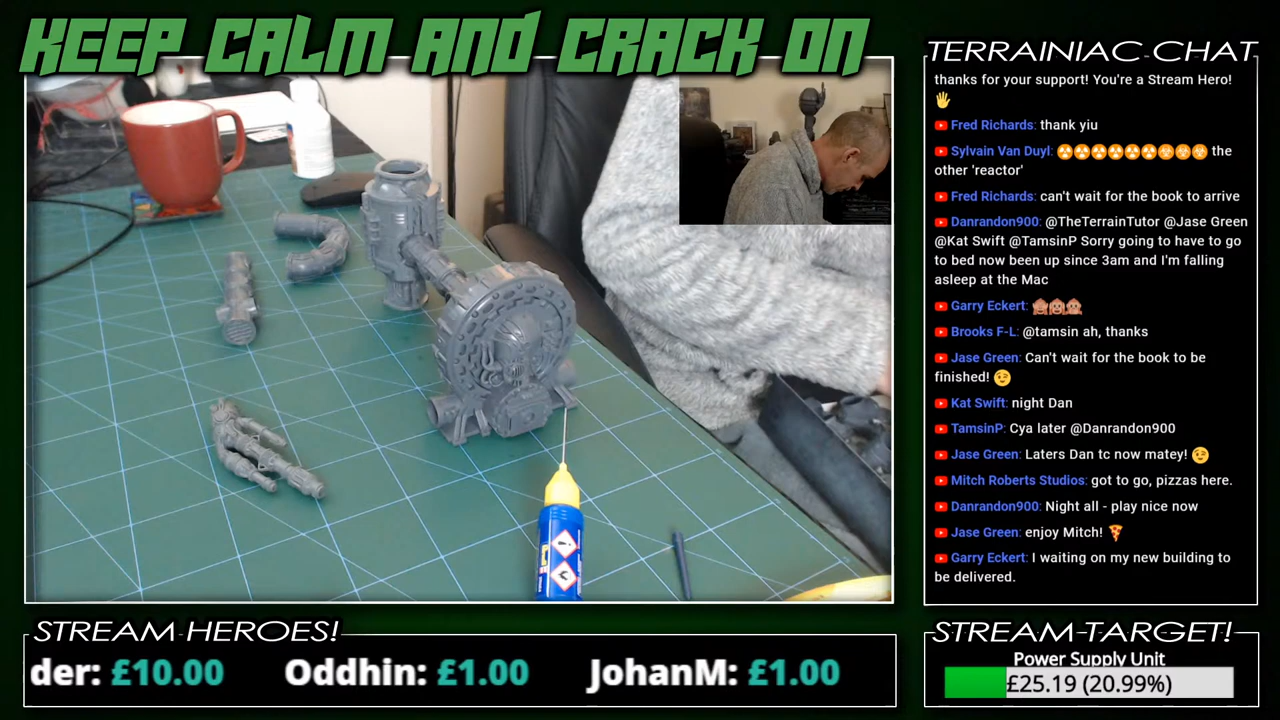 KEEP CALM AND CRACK ON
TERRAINIAC CHAT
thanks for your support! You're a Stream Hero!
🖐
Fred Richards: thank yiu
Sylvain Van Duyl: ☢☢☢☢☢☢☣☣☣ the
other 'reactor'
Fred Richards: can't wait for the book to arrive
Danrandon900: @TheTerrainTutor @Jase Green
@Kat Swift @TamsinP Sorry going to have to go
to bed now been up since 3am and I'm falling
asleep at the Mac
Garry Eckert: 🙈🙉🙊
Brooks F-L: @tamsin ah, thanks
Jase Green: Can't wait for the book to be
finished! 😉
Kat Swift: night Dan
TamsinP: Cya later @Danrandon900
Jase Green: Laters Dan tc now matey! 😉
Mitch Roberts Studios: got to go, pizzas here.
Danrandon900: Night all - play nice now
Jase Green: enjoy Mitch! 🍕
Garry Eckert: I waiting on my new building to
be delivered.
STREAM HEROES!
der: £10.00 Oddhin: £1.00 JohanM: £1.00
STREAM TARGET!
Power Supply Unit
£25.19 (20.99%)